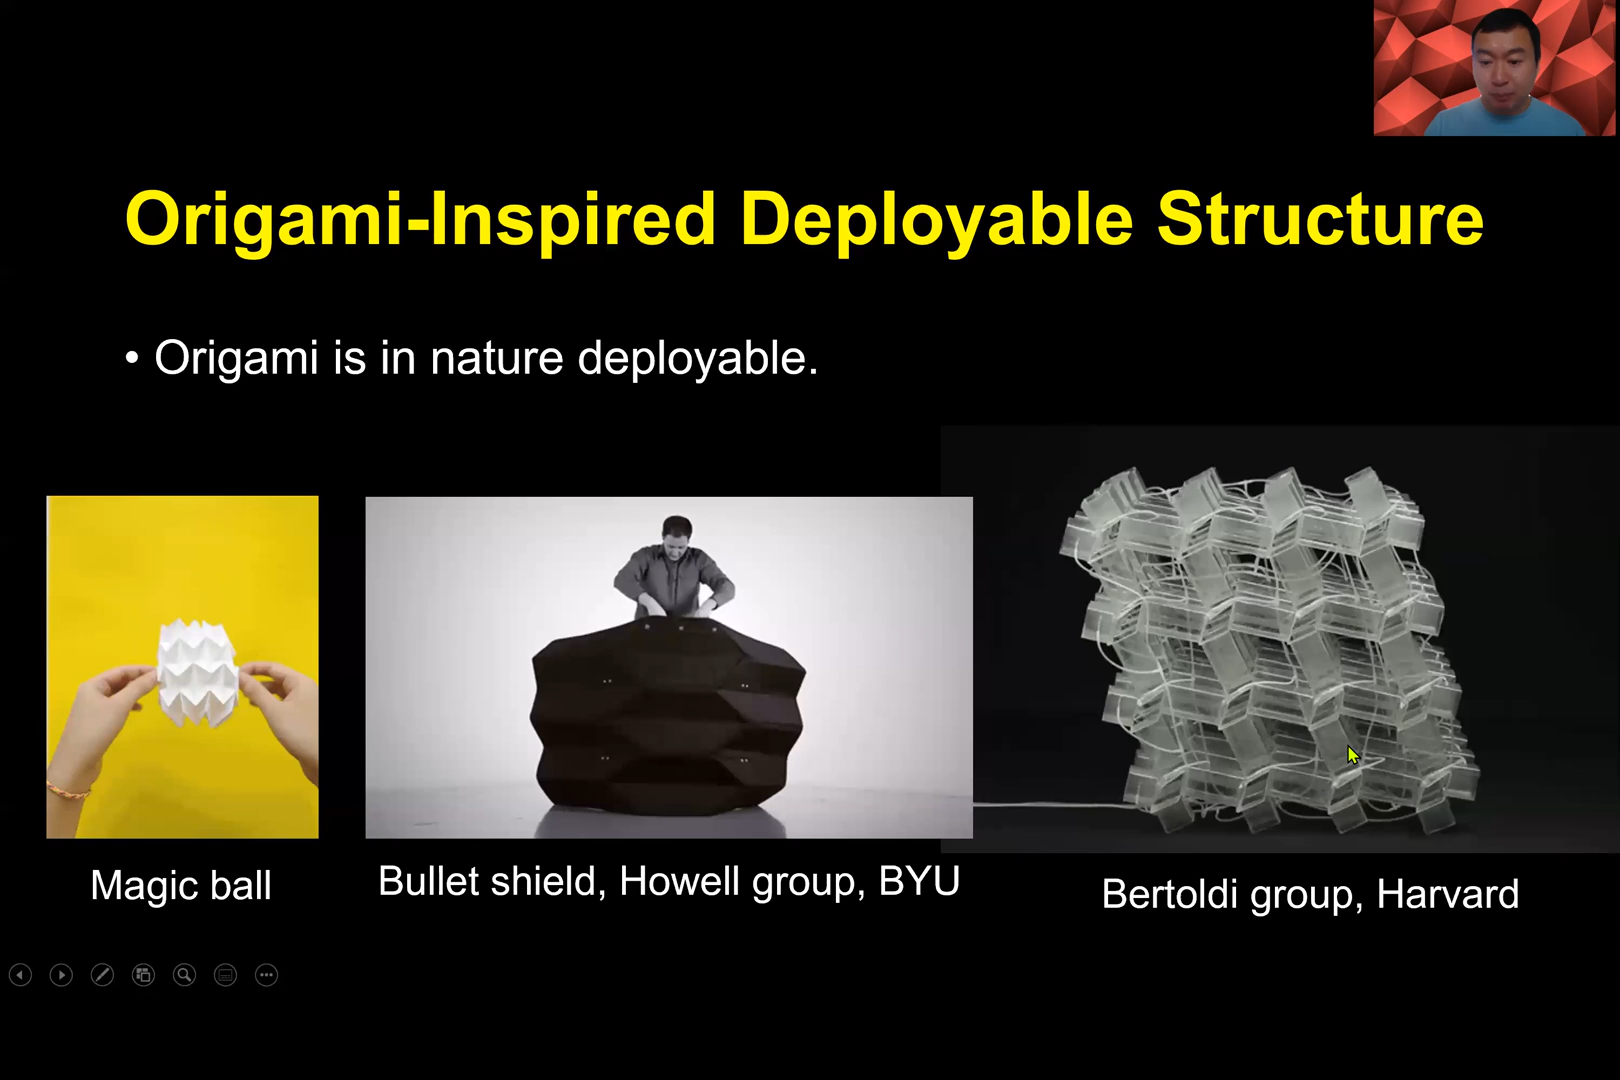 Origami-Inspired Deployable Structure
• Origami is in nature deployable.
Magic ball
Bullet shield, Howell group, BYU
Bertoldi group, Harvard